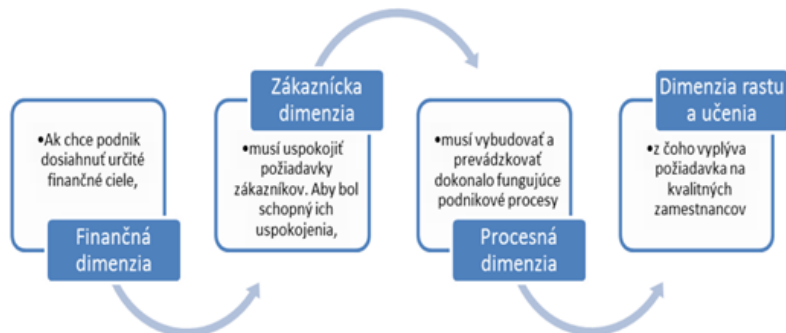 •Ak chce podnik
dosiahnuť určité
finančné ciele,
Finančná
dimenzia
Zákaznícka
dimenzia
•musí uspokojiť
požiadavky
zákazníkov. Aby bol
schopný ich
uspokojenia,
•musí vybudovať a
prevádzkovať
dokonalo fungujúce
podnikové procesy
Procesná
dimenzia
Dimenzia rastu
a učenia
•z čoho vyplýva
požiadavka na
kvalitných
zamestnancov